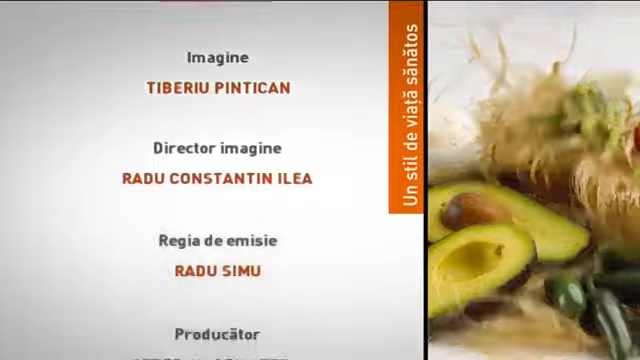 Imagine
TIBERIU PINTICAN
Director imagine
RADU CONSTANTIN ILEA
Regia de emisie
RADU SIMU
Producător
Un stil de viață sănătos